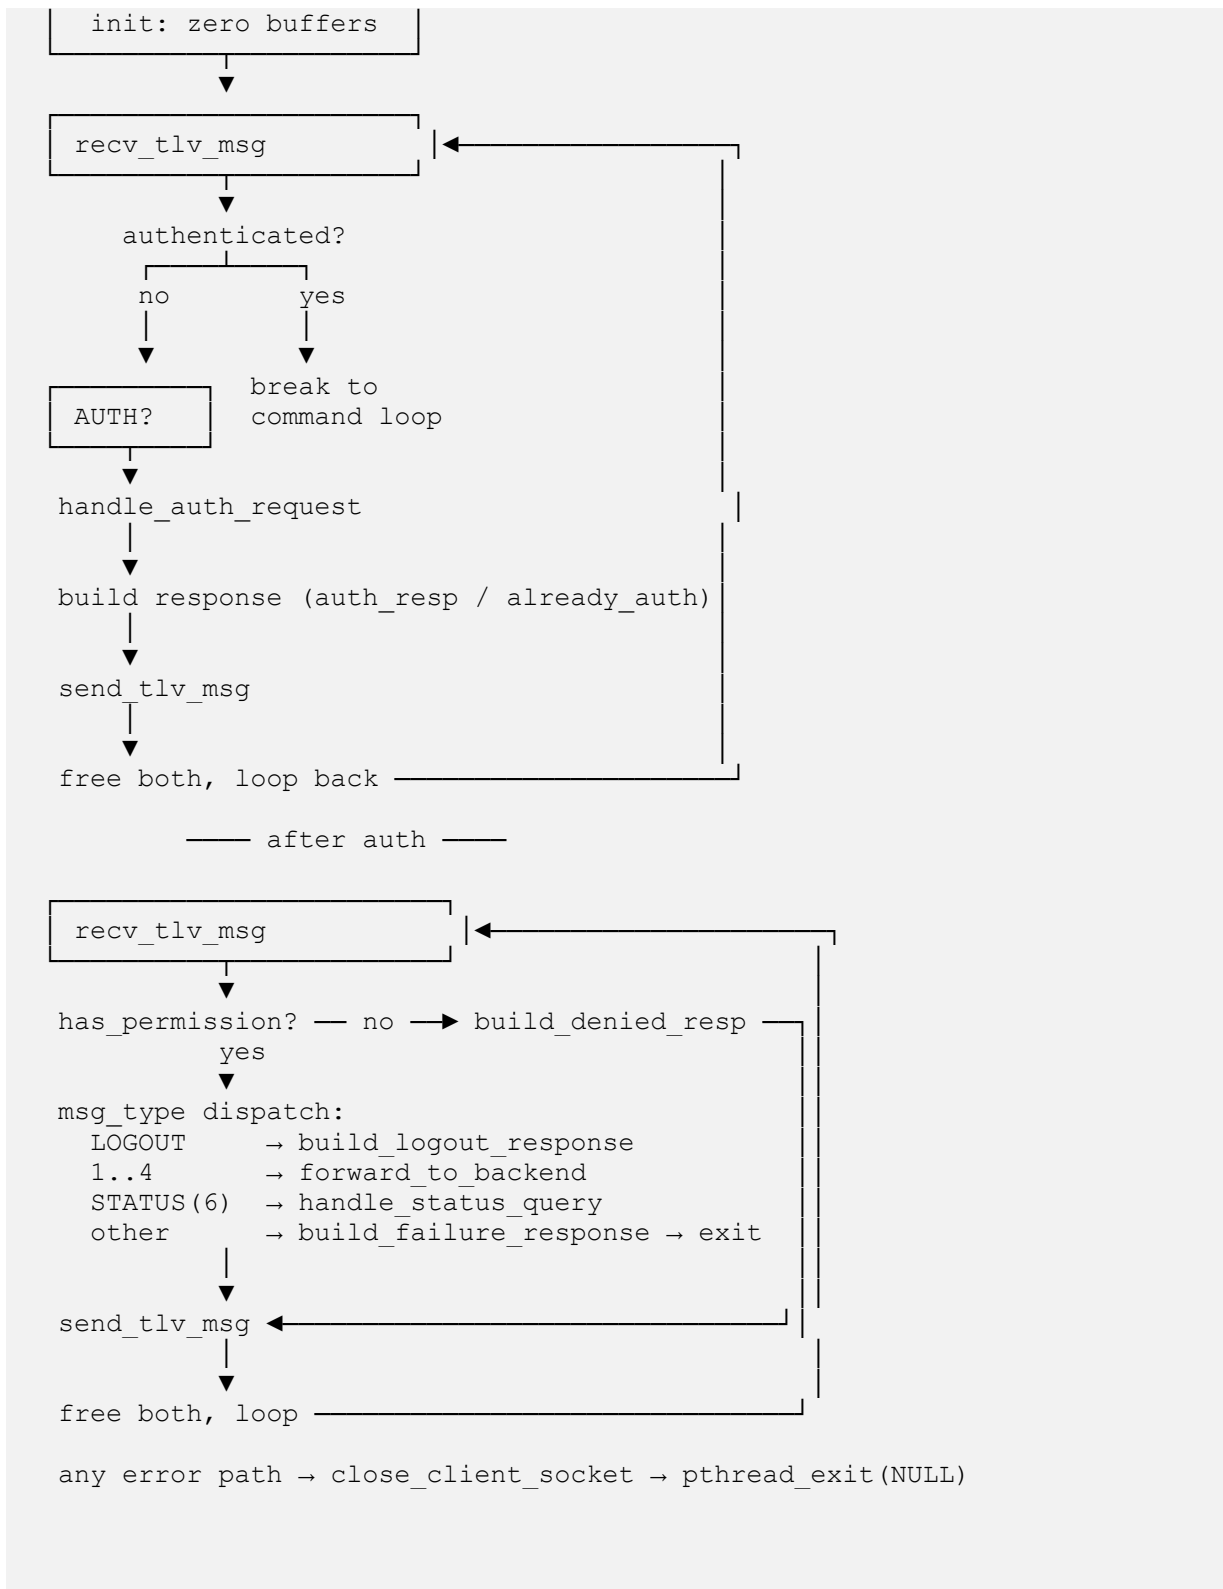 init: zero buffers
recv_tlv_msg
authenticated?
no yes
break to
AUTH? command loop
handle_auth_request
build response (auth_resp / already_auth)
send_tlv_msg
free both, loop back
──── after auth ────
recv_tlv_msg
has_permission? ── no ──► build_denied_resp
yes
msg_type dispatch:
LOGOUT → build_logout_response
1..4 → forward_to_backend
STATUS(6) → handle_status_query
other → build_failure_response → exit
send_tlv_msg
free both, loop
any error path → close_client_socket → pthread_exit(NULL)